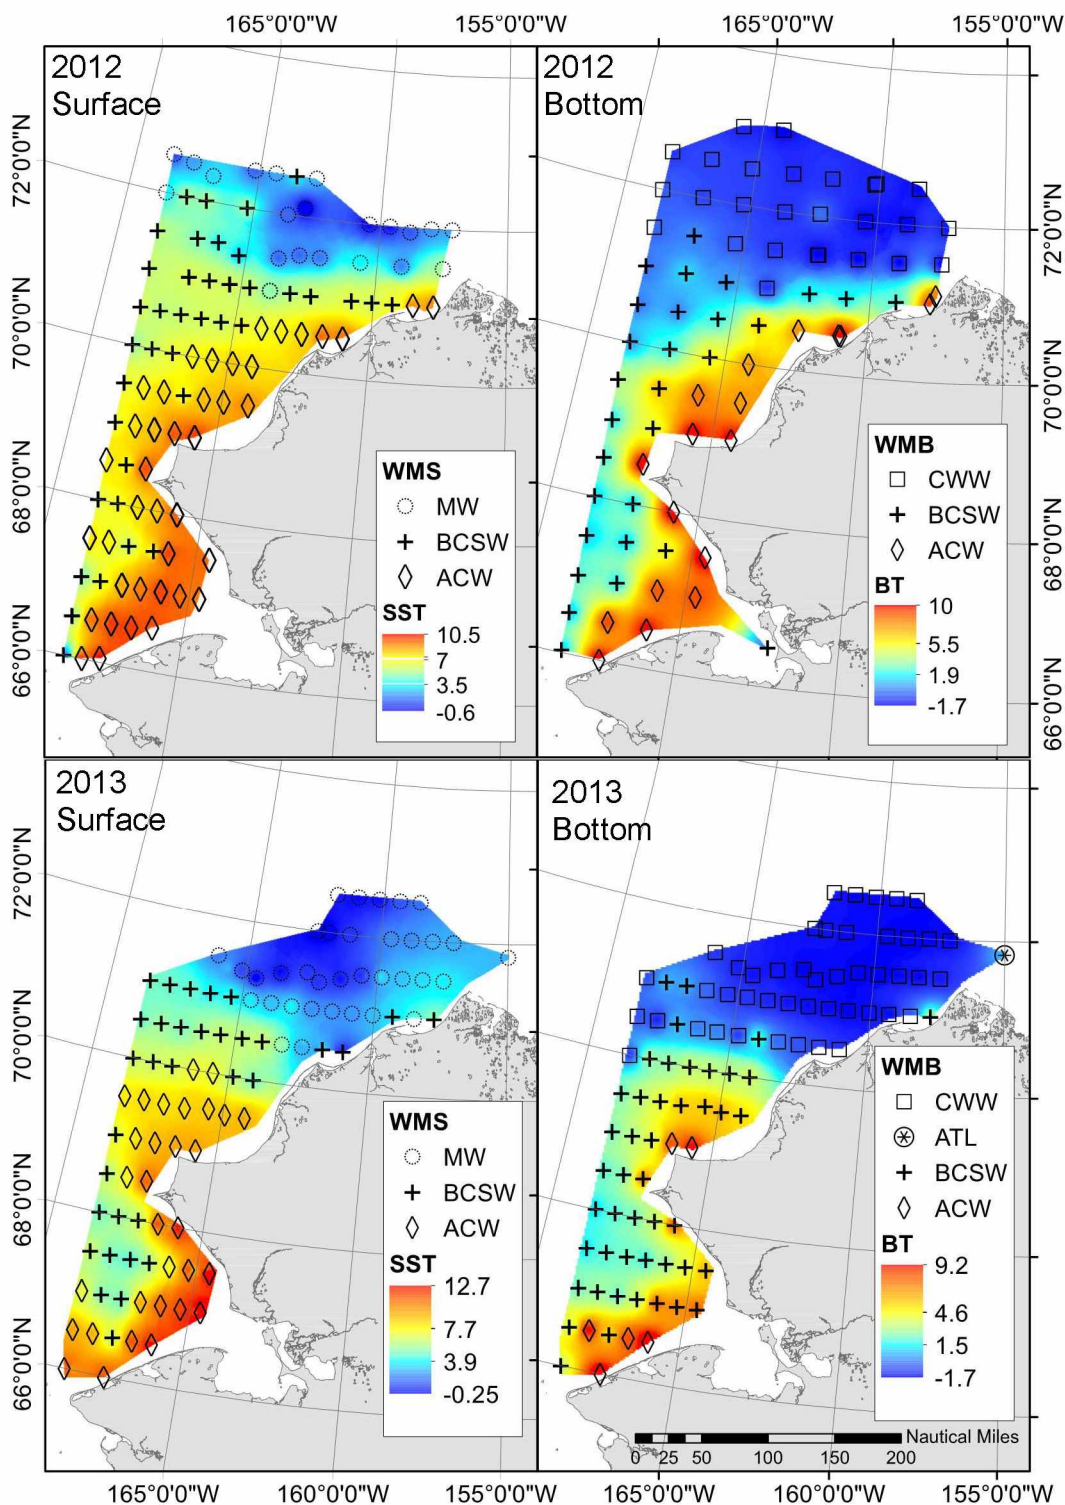 165°0'0"W 155°0'0"W 165°0'0"W 155°0'0"W
2012
Surface
72°0'0"N
70°0'0"N
68°0'0"N
66°0'0"N
WMS
MW
BCSW
ACW
SST
10.5
7
3.5
-0.6
2012
Bottom
WMB
CWW
BCSW
ACW
BT
10
5.5
1.9
-1.7
72°0'0"N
70°0'0"N
68°0'0"N
66°0'0"N
2013
Surface
72°0'0"N
70°0'0"N
68°0'0"N
66°0'0"N
WMS
MW
BCSW
ACW
SST
12.7
7.7
3.9
-0.25
2013
Bottom
WMB
CWW
ATL
BCSW
ACW
BT
9.2
4.6
1.5
-1.7
Nautical Miles
0 25 50 100 150 200
165°0'0"W 160°0'0"W 155°0'0"W 165°0'0"W 160°0'0"W 155°0'0"W